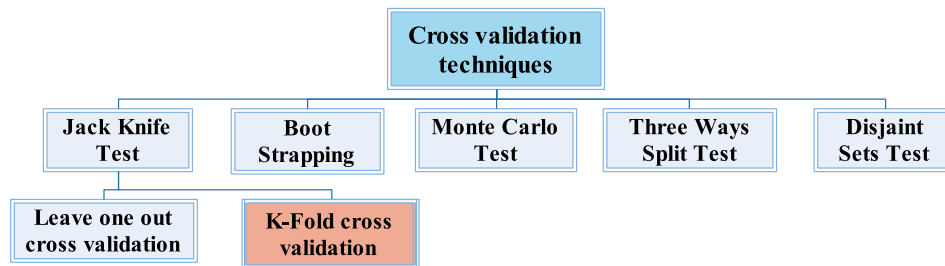 Cross validation
techniques
Jack Knife
Test
Boot
Strapping
Monte Carlo
Test
Three Ways
Split Test
Disjaint
Sets Test
Leave one out
cross validation
K-Fold cross
validation